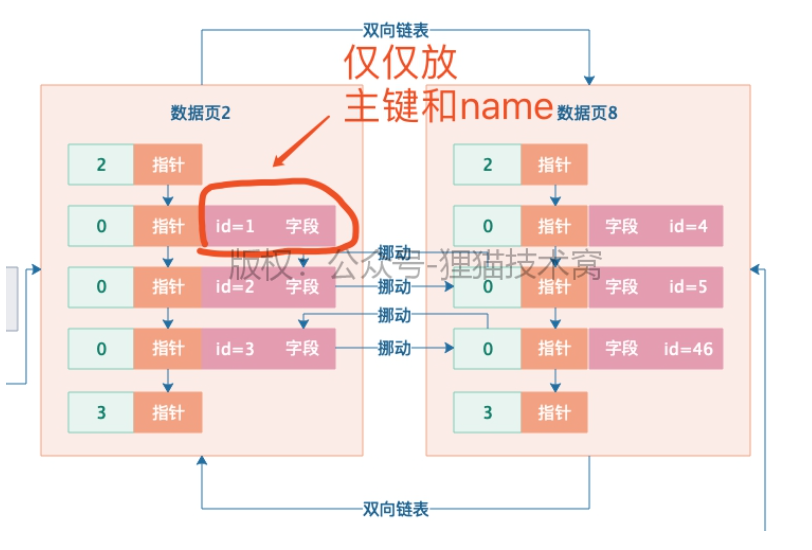 双向链表
仅仅放
主键和name
数据页2
数据页8
2 指针
2 指针
0 指针 id=1 字段
0 指针 字段 id=4
挪动
版权：公众号-狸猫技术窝
0 指针 id=2 字段
挪动
0 指针 字段 id=5
挪动
0 指针 id=3 字段
挪动
0 指针 字段 id=46
3 指针
3 指针
双向链表